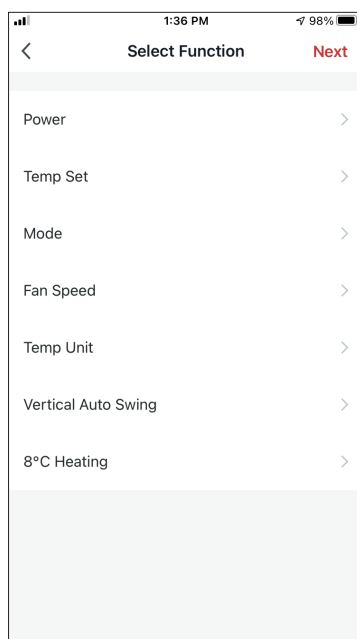 1:36 PM 98%
Select Function Next
Power
Temp Set
Mode
Fan Speed
Temp Unit
Vertical Auto Swing
8°C Heating